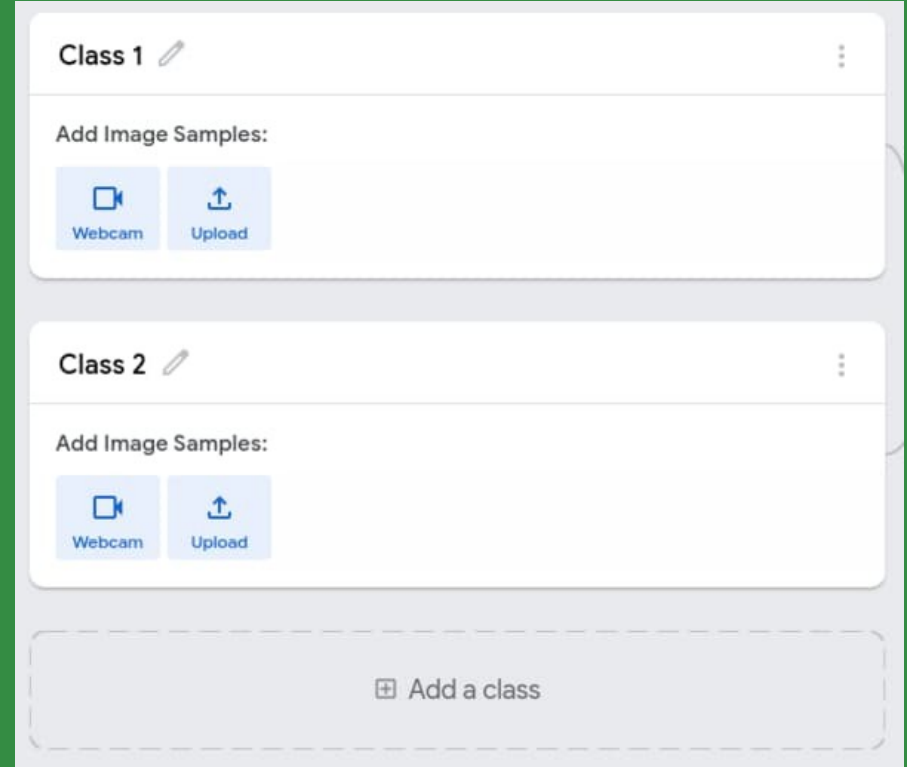 Class 1
Add Image Samples:
Webcam Upload
Class 2
Add Image Samples:
Webcam Upload
Add a class